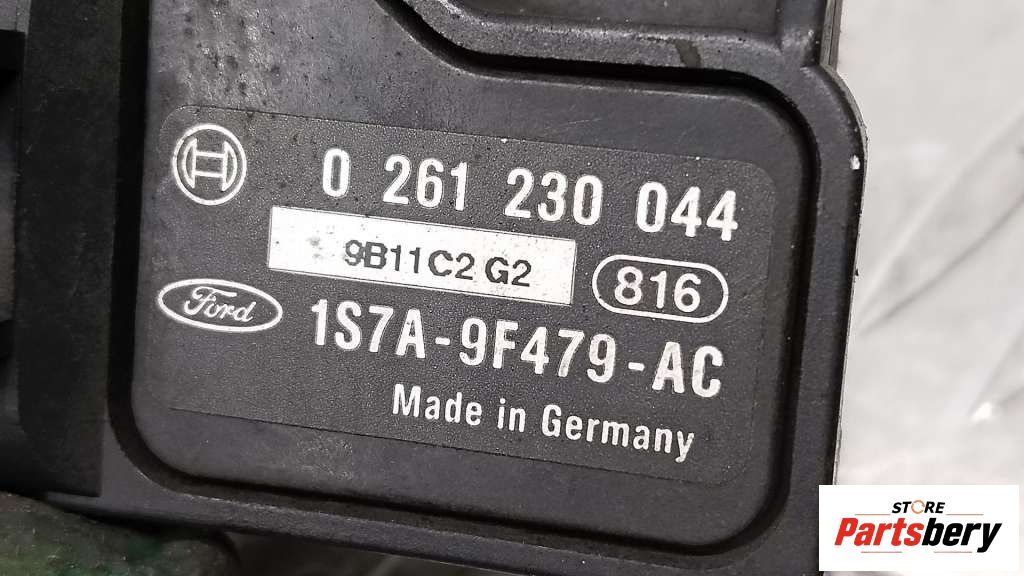 0 261 230 044
9B11C2 G2
816
Ford
1S7A-9F479-AC
Made in Germany
STORE
Partsbery